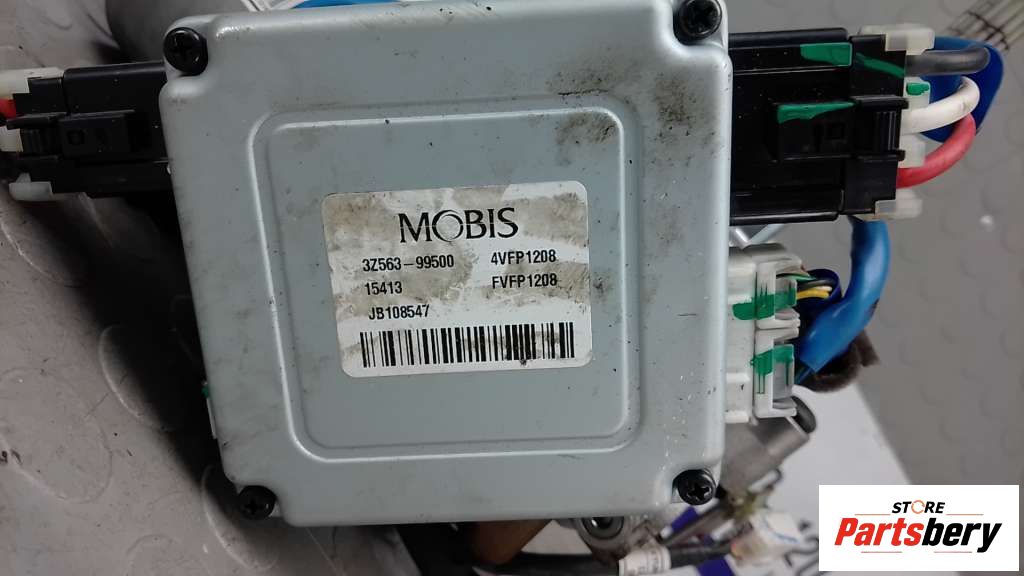 MOBIS
3Z563-99500 4VFP1208
15413 FVFP1208
JB108547
STORE
Partsbery